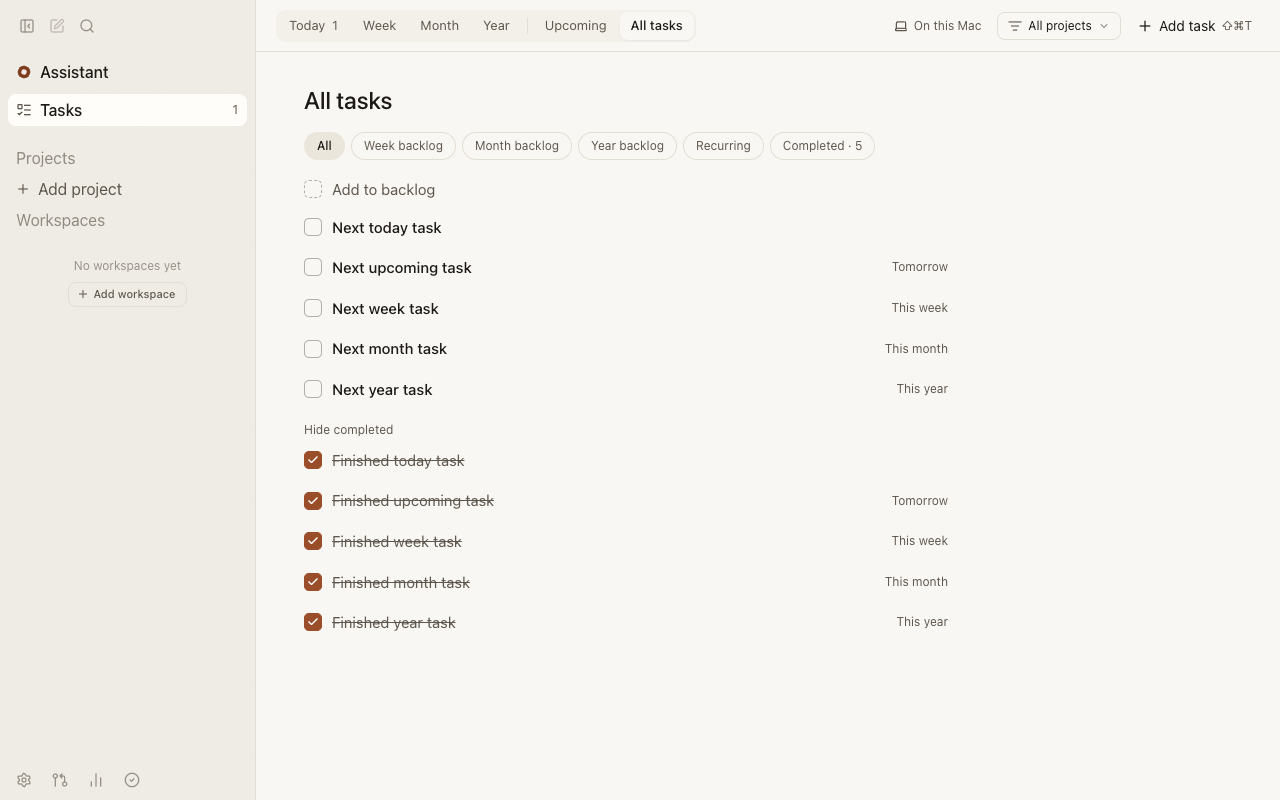 Assistant
Tasks 1
Projects
Add project
Workspaces
No workspaces yet
Add workspace
Today 1 Week Month Year Upcoming All tasks
On this Mac All projects Add task ⇧⌘T
All tasks
All Week backlog Month backlog Year backlog Recurring Completed · 5
Add to backlog
Next today task
Next upcoming task Tomorrow
Next week task This week
Next month task This month
Next year task This year
Hide completed
Finished today task
Finished upcoming task Tomorrow
Finished week task This week
Finished month task This month
Finished year task This year